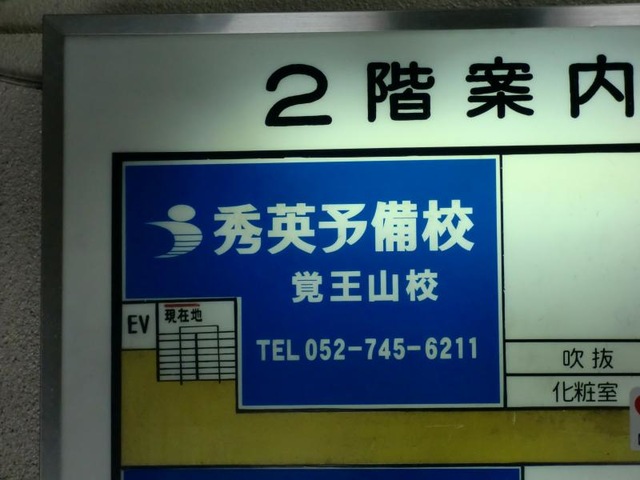 2階案内
秀英予備校
覚王山校
EV
現在地
TEL 052-745-6211
吹抜
化粧室